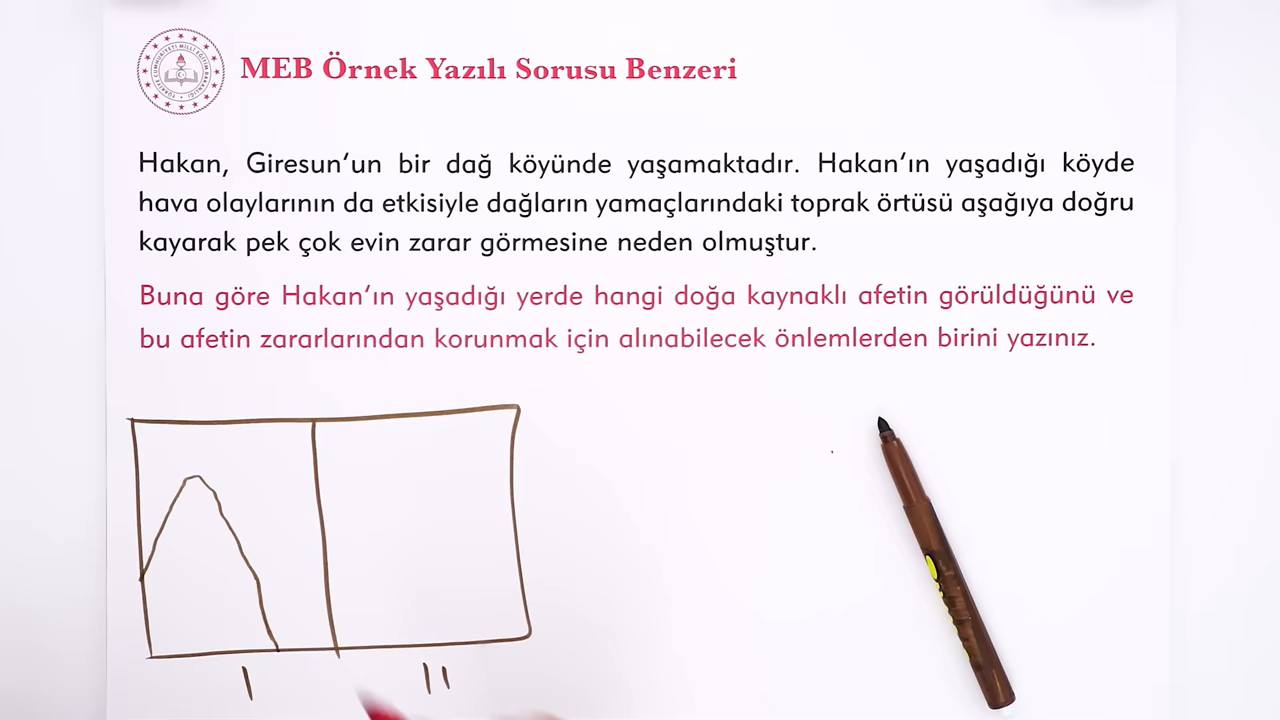 MEB Örnek Yazılı Sorusu Benzeri
Hakan, Giresun'un bir dağ köyünde yaşamaktadır. Hakan'ın yaşadığı köyde
hava olaylarının da etkisiyle dağların yamaçlarındaki toprak örtüsü aşağıya doğru
kayarak pek çok evin zarar görmesine neden olmuştur.
Buna göre Hakan'ın yaşadığı yerde hangi doğa kaynaklı afetin görüldüğünü ve
bu afetin zararlarından korunmak için alınabilecek önlemlerden birini yazınız.
I II